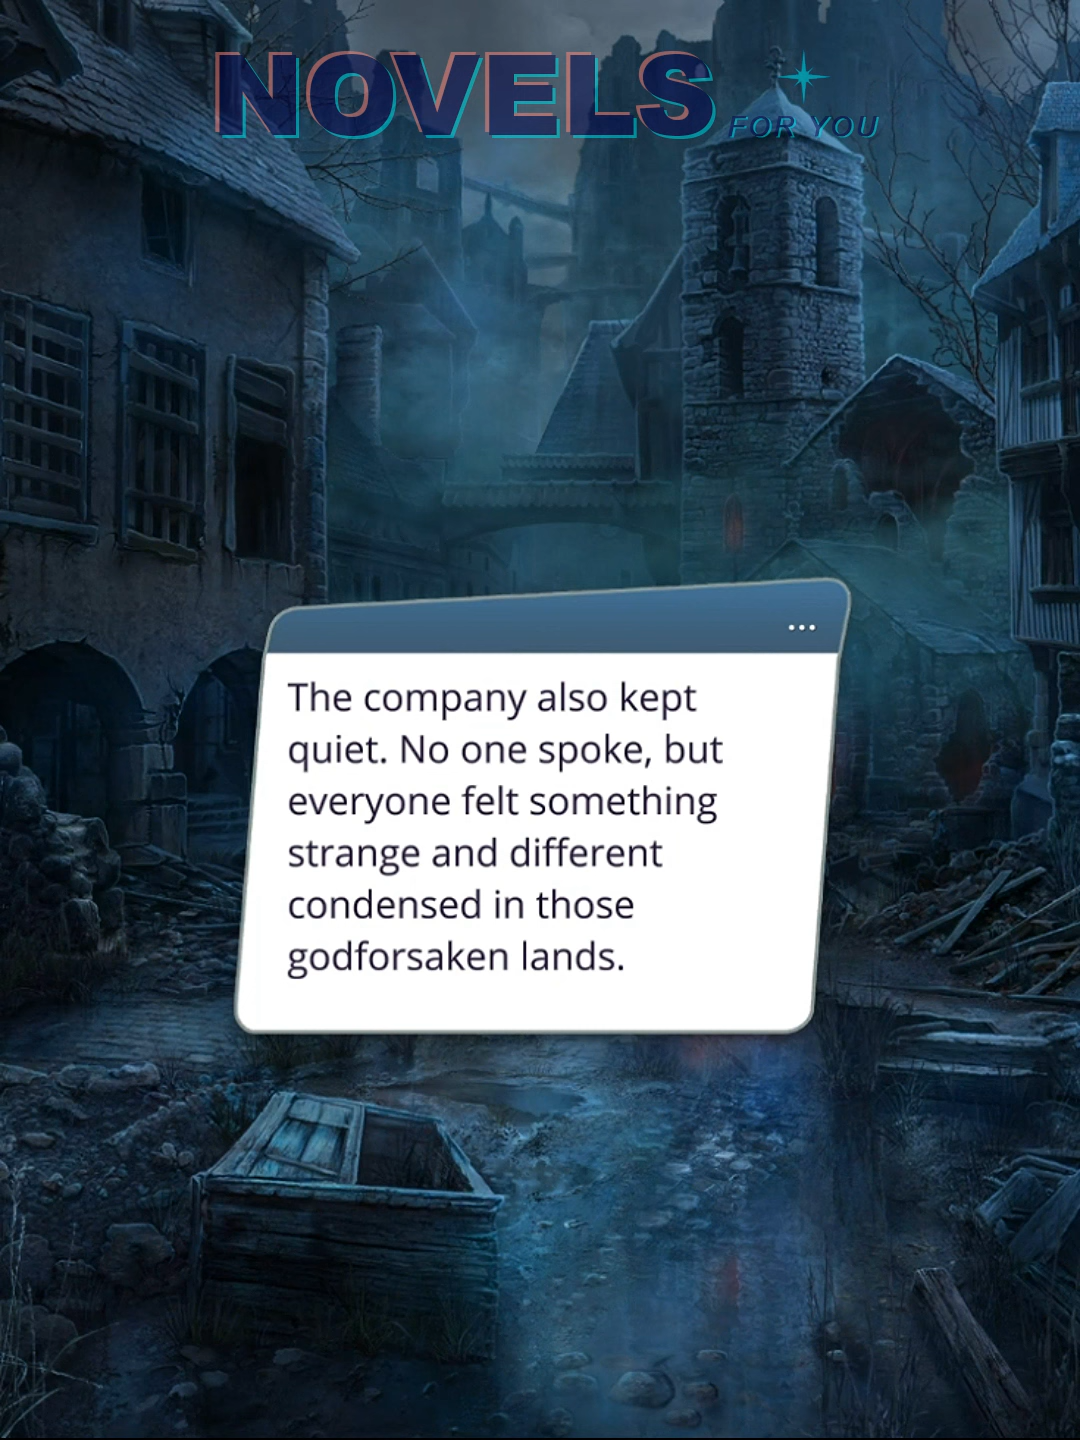 NOVELS
FOR YOU
The company also kept
quiet. No one spoke, but
everyone felt something
strange and different
condensed in those
godforsaken lands.